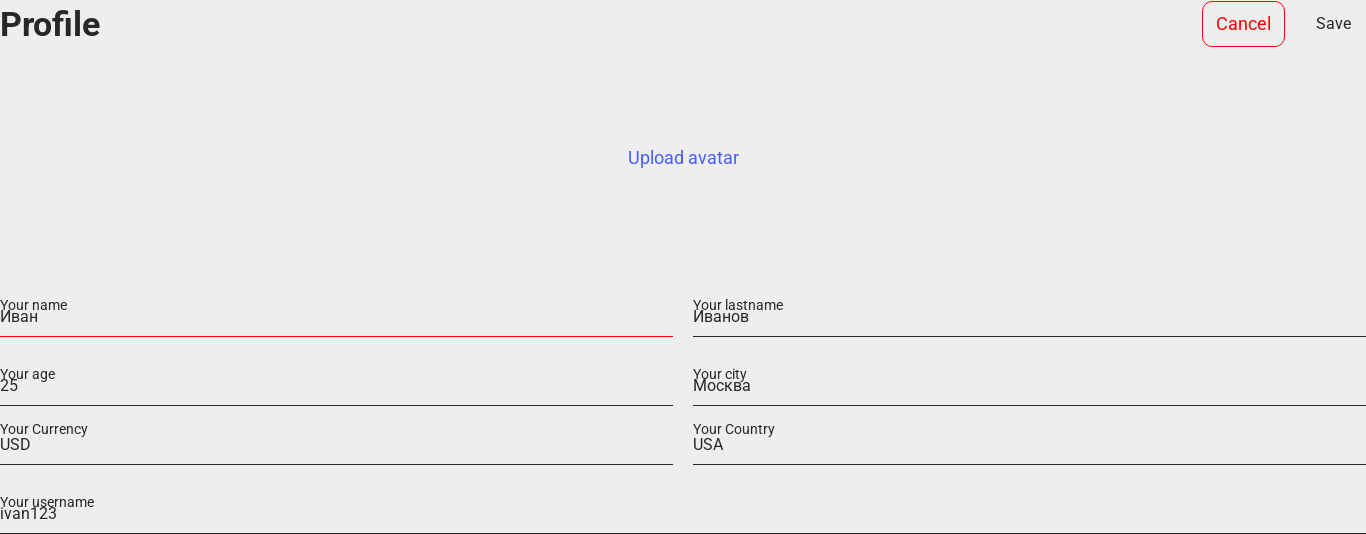 Profile
Cancel
Save
Upload avatar
Your name
Иван
Your lastname
Иванов
Your age
25
Your city
Москва
Your Currency
USD
Your Country
USA
Your username
ivan123